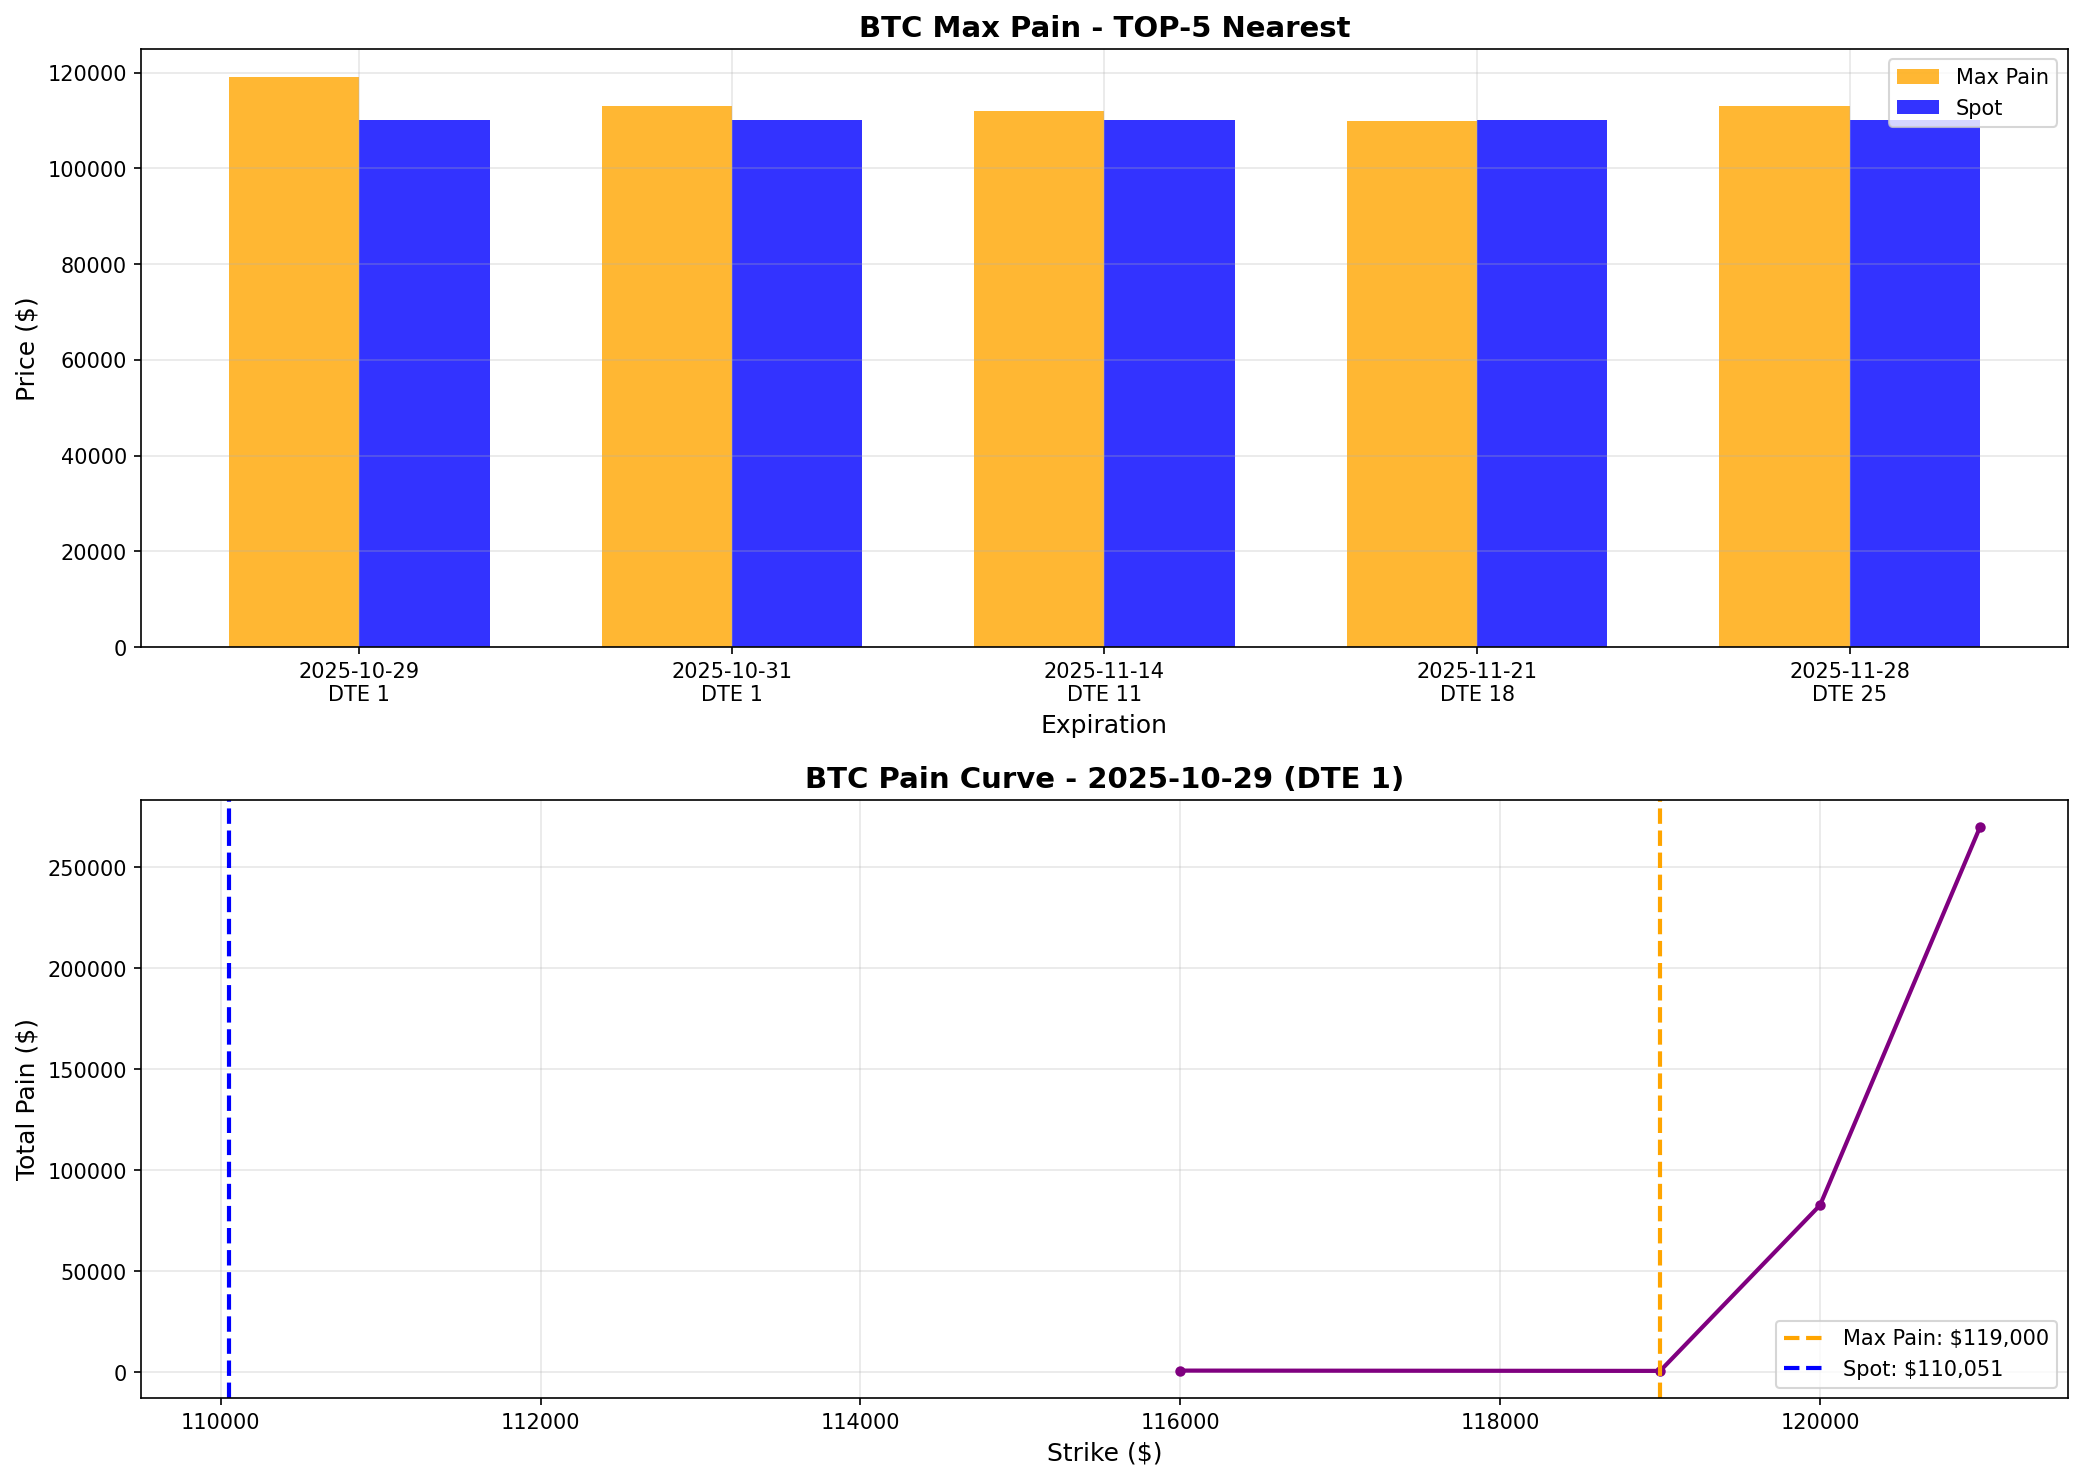 BTC Max Pain - TOP-5 Nearest
120000
100000
80000
60000
40000
20000
0
Price ($)
Max Pain
Spot
2025-10-29
DTE 1
2025-10-31
DTE 1
2025-11-14
DTE 11
2025-11-21
DTE 18
2025-11-28
DTE 25
Expiration
BTC Pain Curve - 2025-10-29 (DTE 1)
250000
200000
150000
100000
50000
0
Total Pain ($)
Max Pain: $119,000
Spot: $110,051
110000
112000
114000
116000
118000
120000
Strike ($)